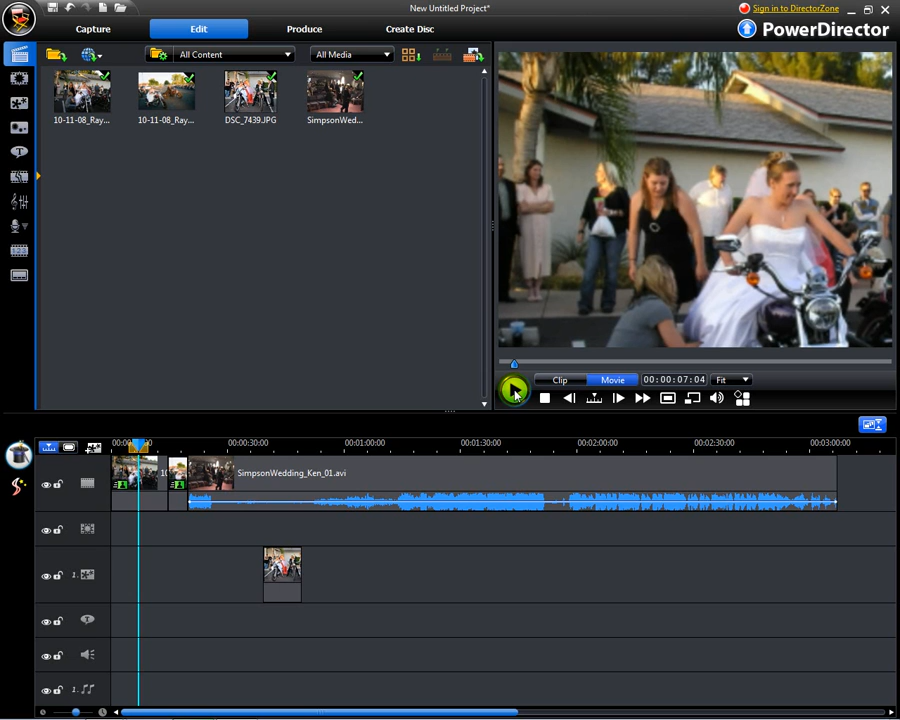 New Untitled Project*
Sign in to DirectorZone
Capture
Edit
Produce
Create Disc
PowerDirector
All Content
All Media
10-11-08_Ray...
10-11-08_Ray...
DSC_7439.JPG
SimpsonWed...
Clip
Movie
00:00:07:04
Fit
00:00:30:00
00:01:00:00
00:01:30:00
00:02:00:00
00:02:30:00
00:03:00:00
10
SimpsonWedding_Ken_01.avi
1.
1.